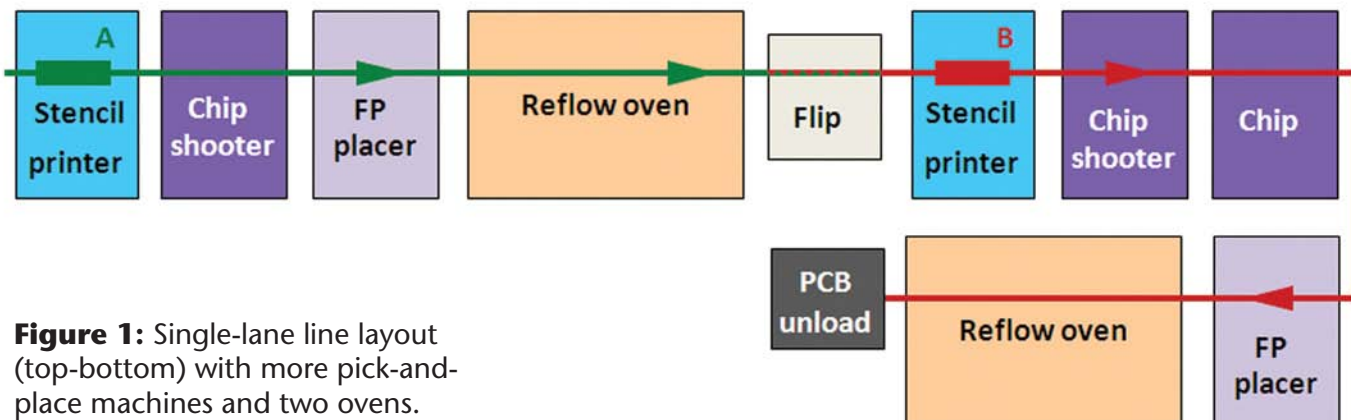 A
Stencil
printer
Chip
shooter
FP
placer
Reflow oven
Flip
B
Stencil
printer
Chip
shooter
Chip
PCB
unload
Reflow oven
FP
placer
Figure 1: Single-lane line layout
(top-bottom) with more pick-and-
place machines and two ovens.